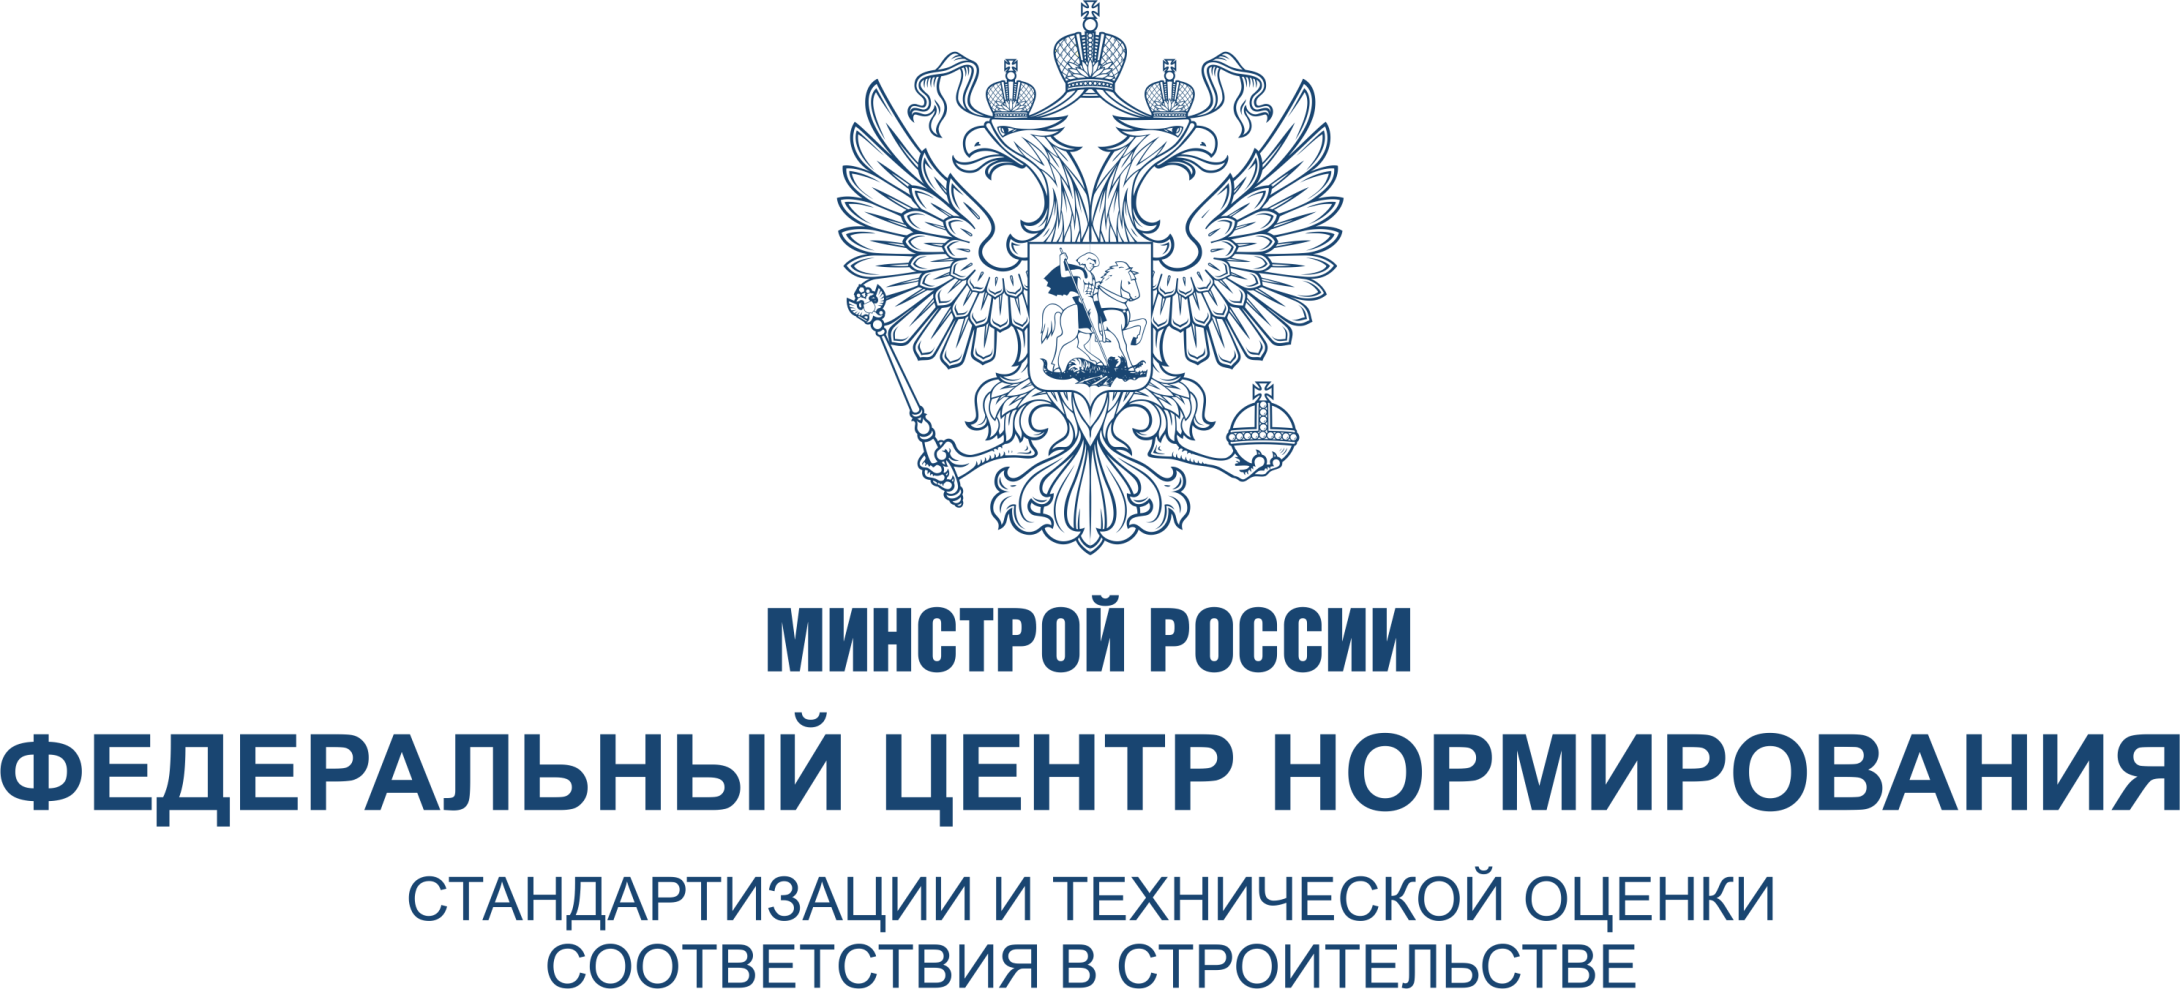 МИНСТРОЙ РОССИИ
ФЕДЕРАЛЬНЫЙ ЦЕНТР НОРМИРОВАНИЯ
СТАНДАРТИЗАЦИИ И ТЕХНИЧЕСКОЙ ОЦЕНКИ
СООТВЕТСТВИЯ В СТРОИТЕЛЬСТВЕ